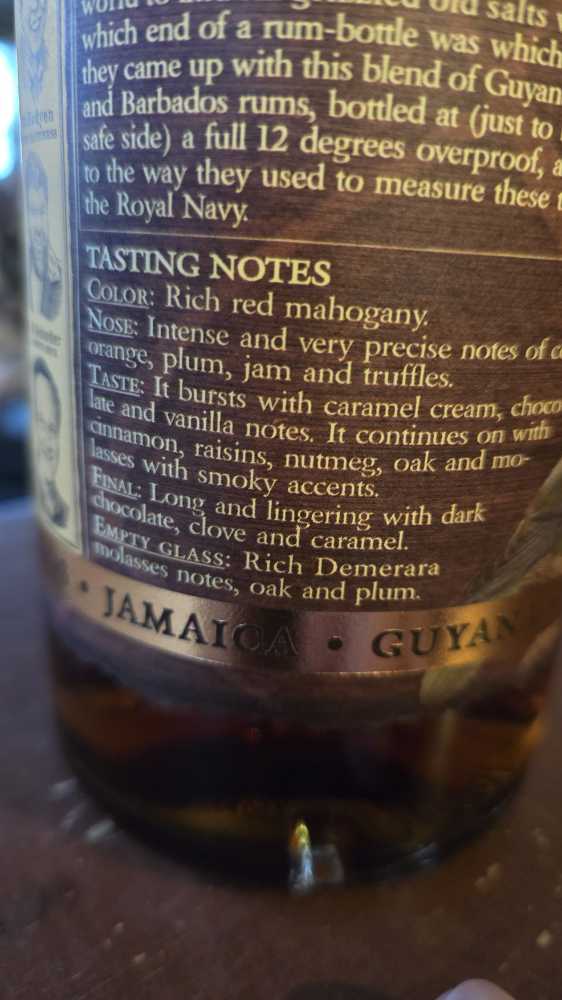 which end of a rum-bottle was which
they came up with this blend of Guyan
and Barbados rums, bottled at (just to
safe side) a full 12 degrees overproof, a
to the way they used to measure these t
the Royal Navy.
TASTING NOTES
COLOR: Rich red mahogany.
NOSE: Intense and very precise notes of c
orange, plum, jam and truffles.
TASTE: It bursts with caramel cream, choco
late and vanilla notes. It continues on with
cinnamon, raisins, nutmeg, oak and mo-
lasses with smoky accents.
FINAL: Long and lingering with dark
chocolate, clove and caramel.
EMPTY GLASS: Rich Demerara
molasses notes, oak and plum.
• JAMAICA • GUYAN